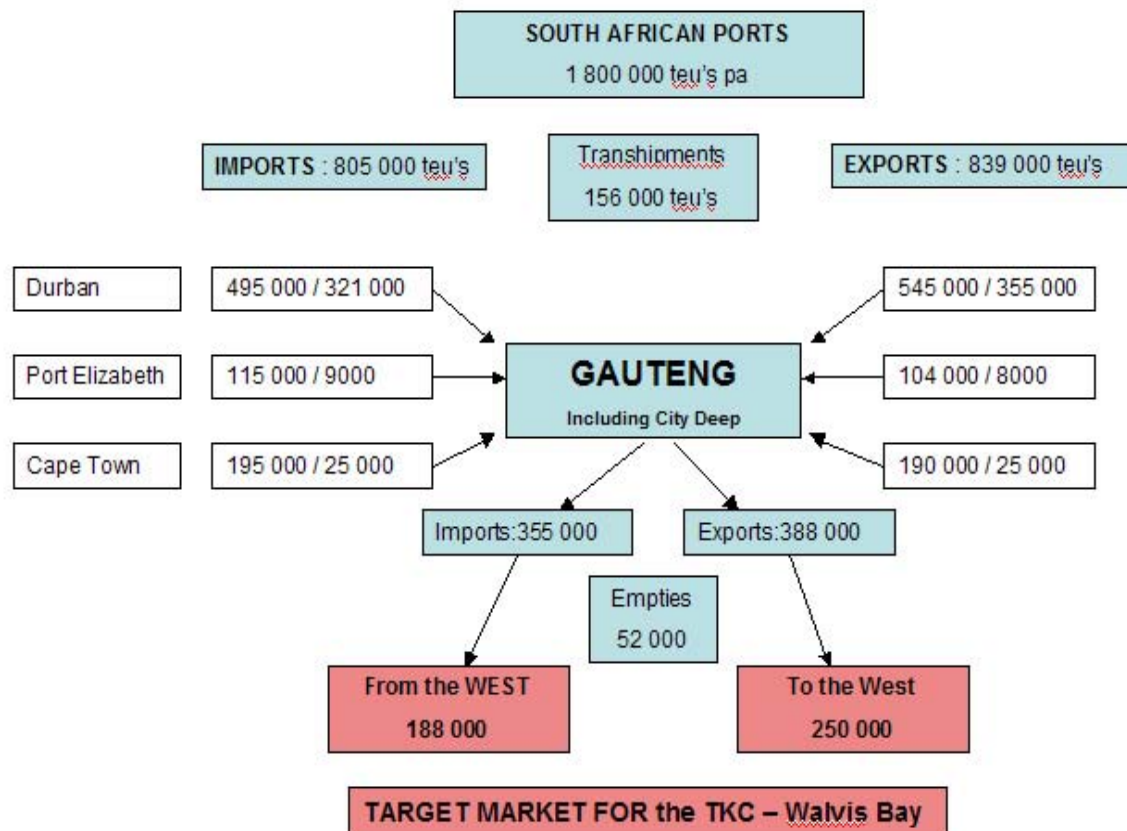 SOUTH AFRICAN PORTS
1 800 000 teu's pa
IMPORTS : 805 000 teu's
Transhipments
156 000 teu's
EXPORTS : 839 000 teu's
Durban
495 000 / 321 000
545 000 / 355 000
Port Elizabeth
115 000 / 9000
GAUTENG
Including City Deep
104 000 / 8000
Cape Town
195 000 / 25 000
190 000 / 25 000
Imports:355 000
Exports:388 000
Empties
52 000
From the WEST
188 000
To the West
250 000
TARGET MARKET FOR the TKC – Walvis Bay